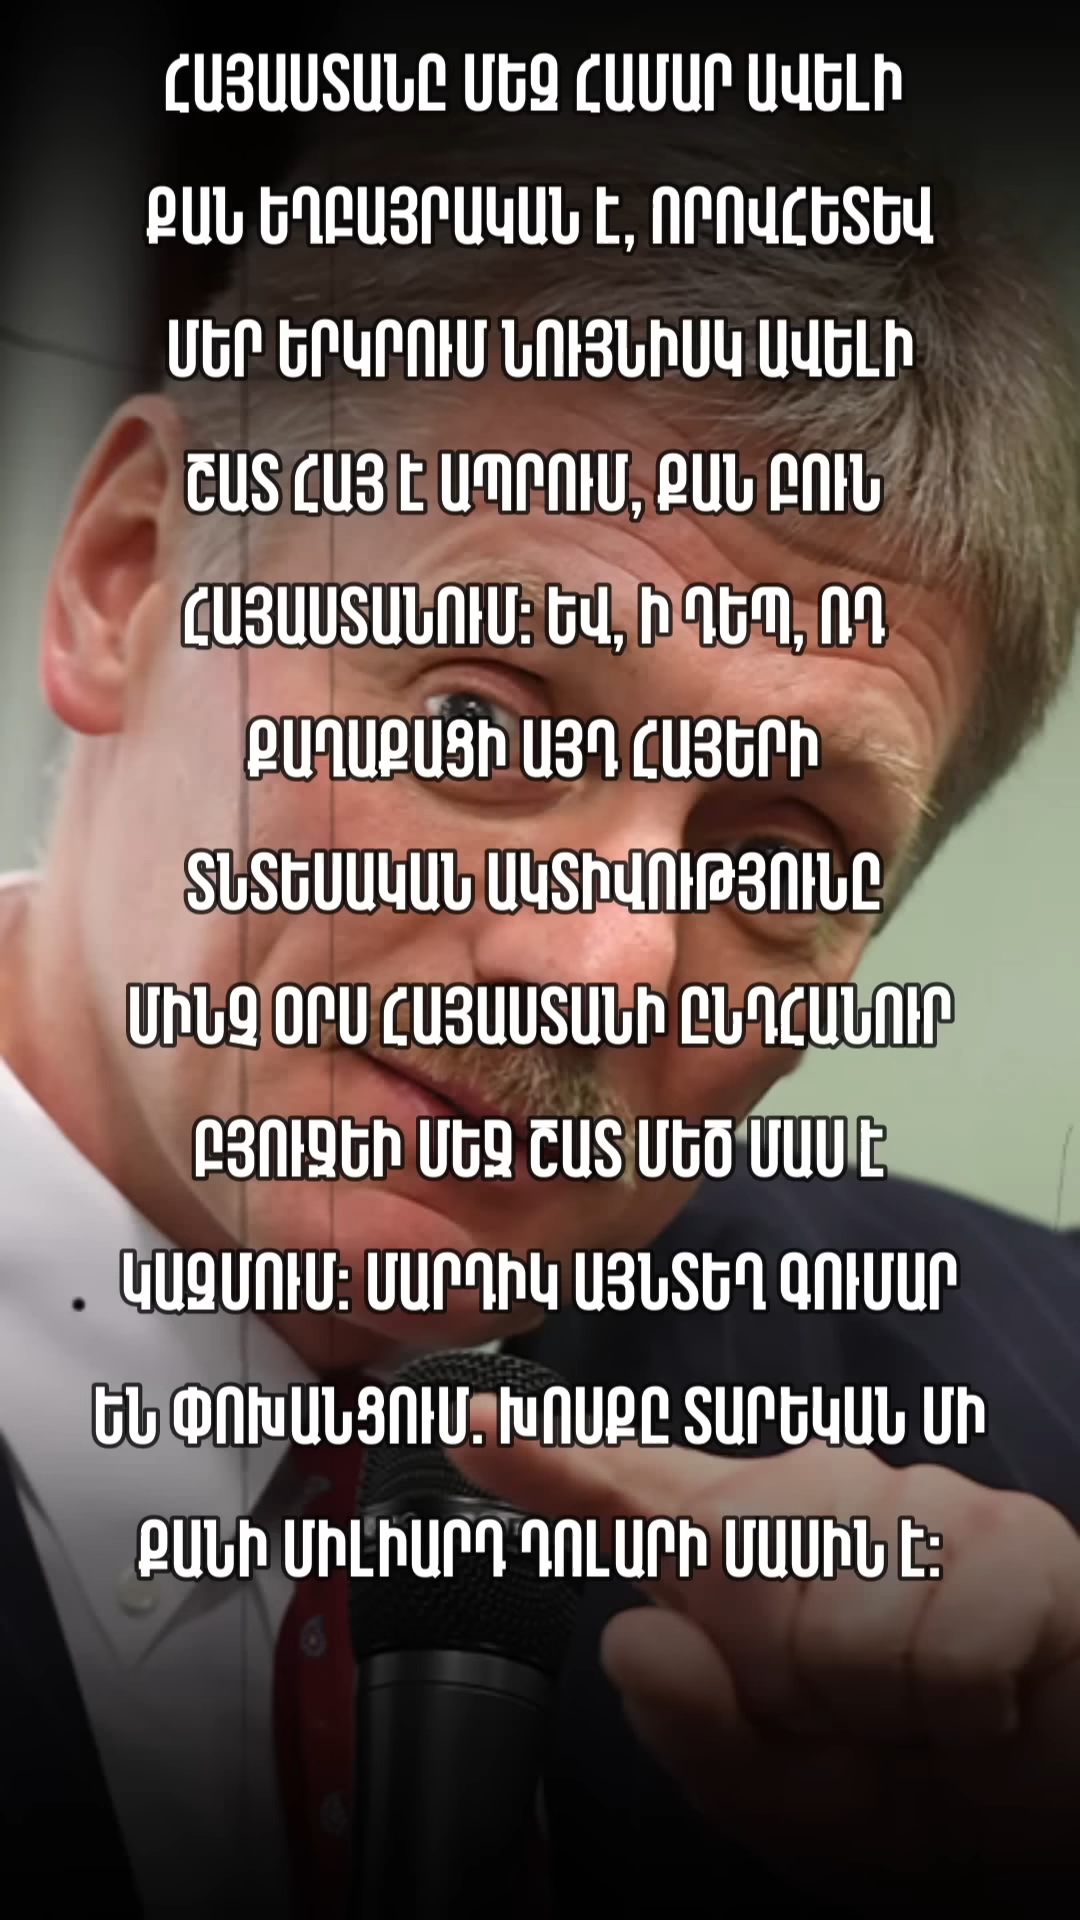 ՀԱՅԱՍՏԱՆԸ ՄԵԶ ՀԱՄԱՐ ԱՎԵԼԻ
ՔԱՆ ԵՂԲԱՅՐԱԿԱՆ Է, ՈՐՈՎՀԵՏԵՎ
ՄԵՐ ԵՐԿՐՈՒՄ ՆՈՒՅՆԻՍԿ ԱՎԵԼԻ
ՇԱՏ ՀԱՅ Է ԱՊՐՈՒՄ, ՔԱՆ ԲՈՒՆ
ՀԱՅԱՍՏԱՆՈՒՄ: ԵՎ, Ի ԴԵՊ, ՌԴ
ՔԱՂԱՔԱՑԻ ԱՅԴ ՀԱՅԵՐԻ
ՏՆՏԵՍԱԿԱՆ ԱԿՏԻՎՈՒԹՅՈՒՆԸ
ՄԻՆՉ ՕՐՍ ՀԱՅԱՍՏԱՆԻ ԸՆԴՀԱՆՈՒՐ
ԲՅՈՒՋԵԻ ՄԵՋ ՇԱՏ ՄԵԾ ՄԱՍ Է
ԿԱԶՄՈՒՄ: ՄԱՐԴԻԿ ԱՅՆՏԵՂ ԳՈՒՄԱՐ
ԵՆ ՓՈԽԱՆՑՈՒՄ. ԽՈՍՔԸ ՏԱՐԵԿԱՆ ՄԻ
ՔԱՆԻ ՄԻԼԻԱՐԴ ԴՈԼԱՐԻ ՄԱՍԻՆ Է: